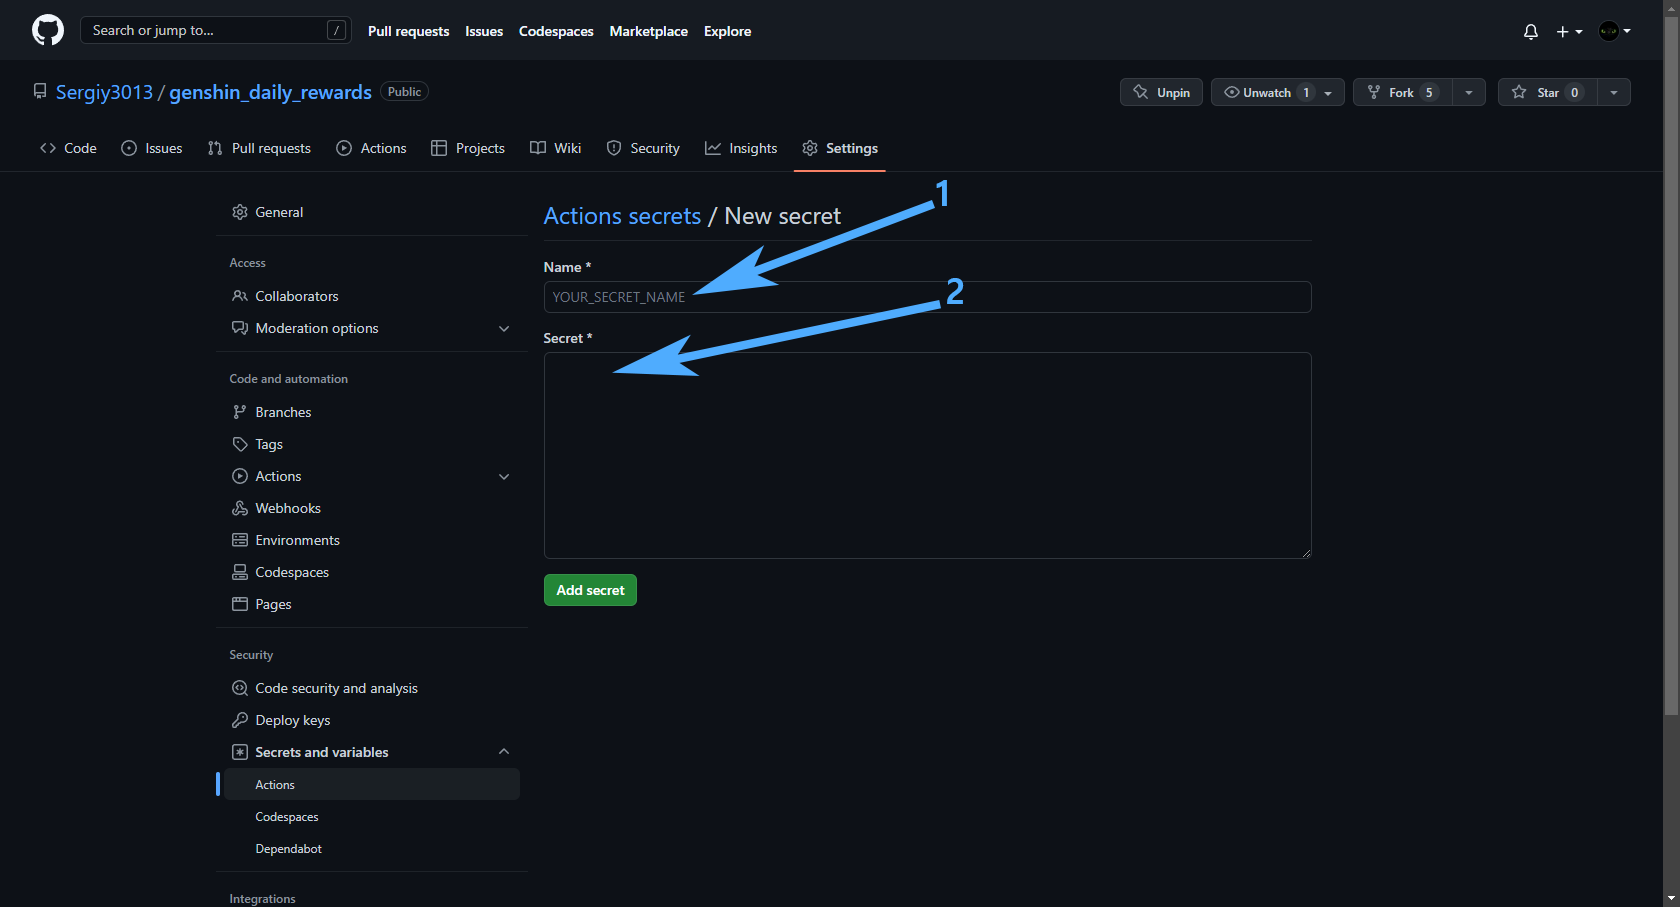 Search or jump to... /
Pull requests Issues Codespaces Marketplace Explore
Sergiy3013 / genshin_daily_rewards Public
Unpin Unwatch 1 Fork 5 Star 0
Code Issues Pull requests Actions Projects Wiki Security Insights Settings
General
Access
Collaborators
Moderation options
Code and automation
Branches
Tags
Actions
Webhooks
Environments
Codespaces
Pages
Security
Code security and analysis
Deploy keys
Secrets and variables
Actions
Codespaces
Dependabot
Integrations
Actions secrets / New secret
1
Name *
YOUR_SECRET_NAME
2
Secret *
Add secret